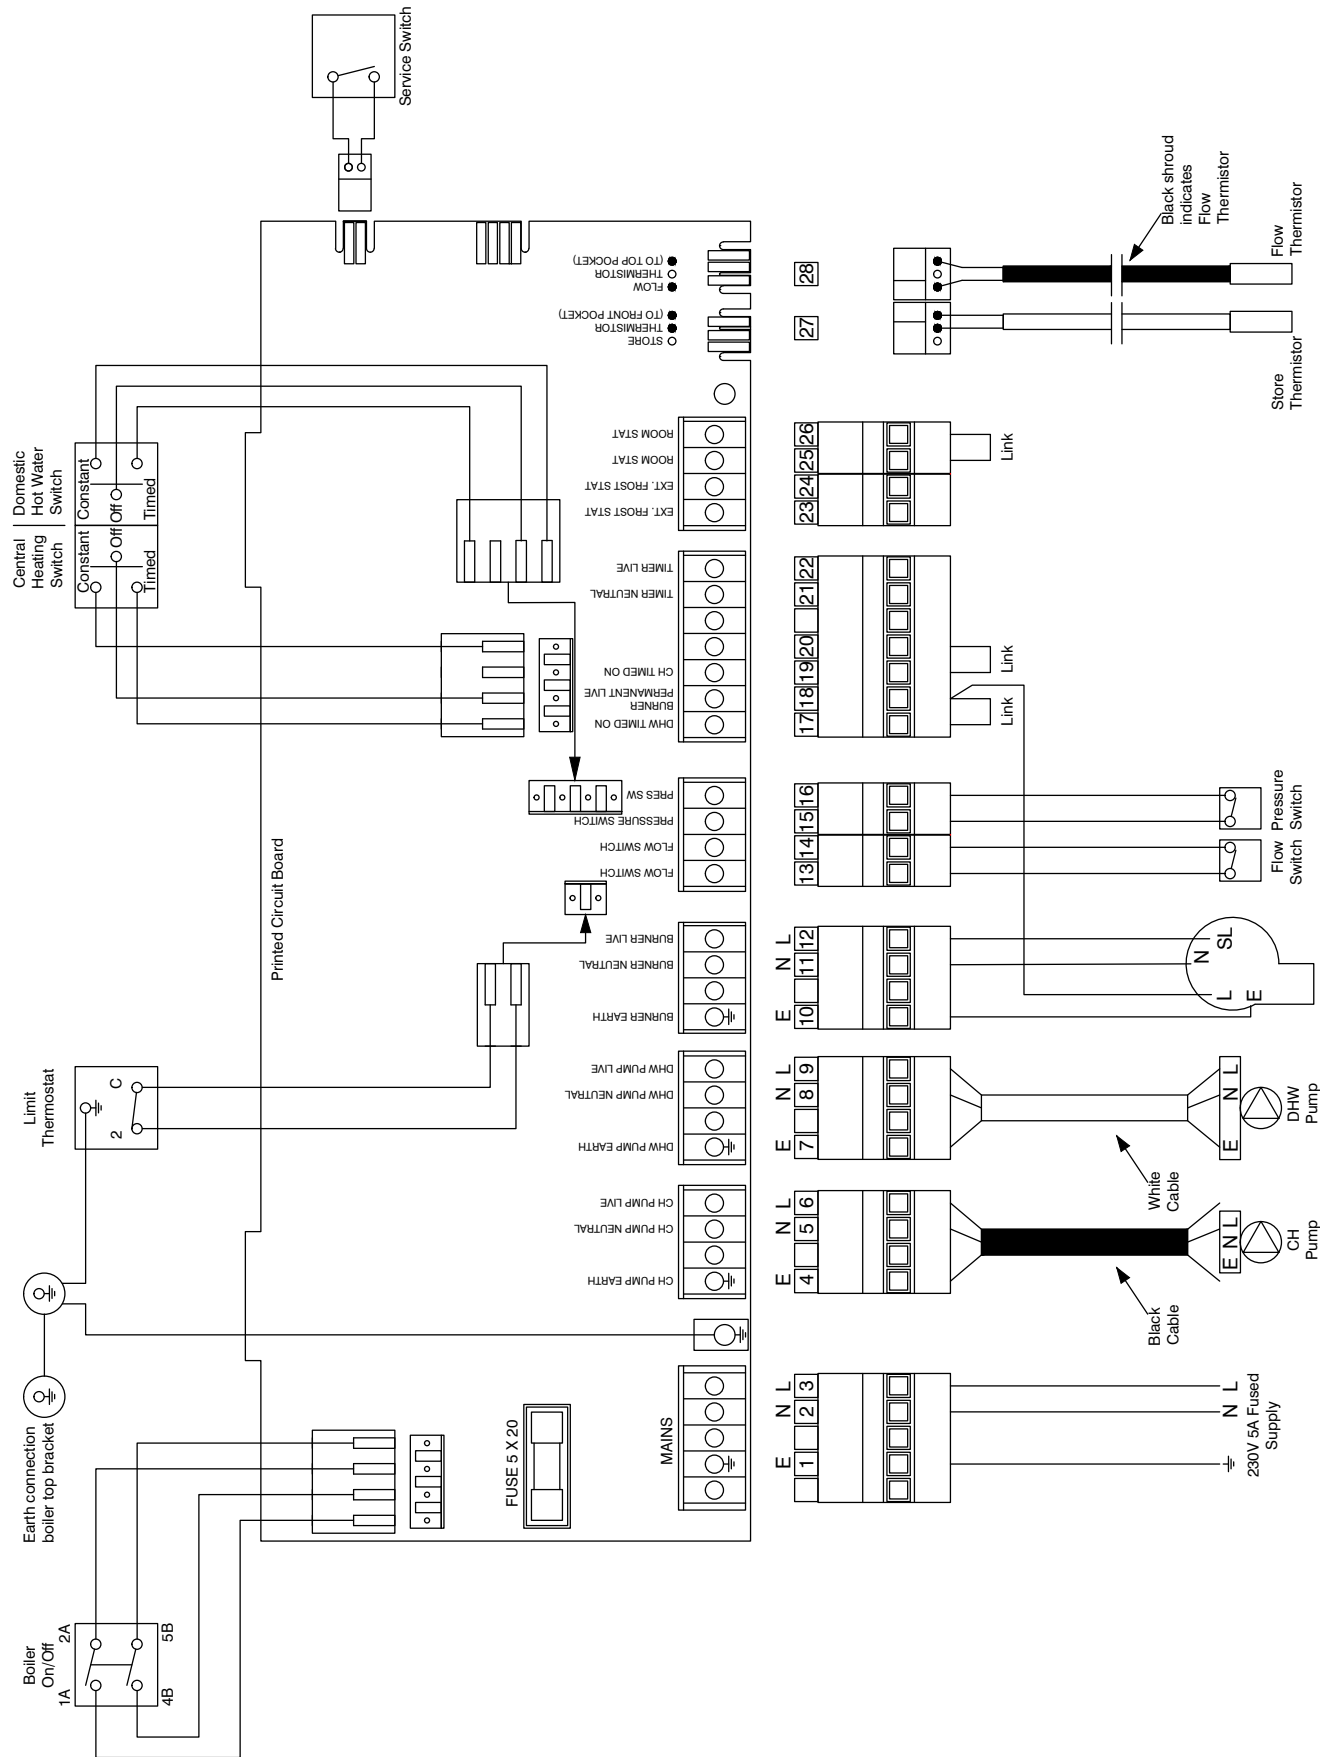 Service Switch
Central
Heating
Switch
Domestic
Hot Water
Switch
Constant
Off
Timed
Constant
Off
Timed
Limit
Thermostat
2
C
Earth connection
boiler top bracket
Boiler
On/Off
1A
2A
4B
5B
Printed Circuit Board
FUSE 5 X 20
MAINS
CH PUMP EARTH
CH PUMP NEUTRAL
CH PUMP LIVE
DHW PUMP EARTH
DHW PUMP NEUTRAL
DHW PUMP LIVE
BURNER EARTH
BURNER NEUTRAL
BURNER LIVE
FLOW SWITCH
FLOW SWITCH
PRESSURE SWITCH
PRES SW
DHW TIMED ON
BURNER
PERMANENT LIVE
CH TIMED ON
TIMER NEUTRAL
TIMER LIVE
EXT. FROST STAT
EXT. FROST STAT
ROOM STAT
ROOM STAT
STORE
THERMISTOR
(TO FRONT POCKET)
FLOW
THERMISTOR
(TO TOP POCKET)
E N L
1 2 3
E N L
4 5 6
E N L
7 8 9
E N L
10 11 12
13 14 15 16
17 18 19 20 21 22
23 24 25 26
27
28
Link
Link
Link
N L
230V 5A Fused
Supply
Black
Cable
E N L
CH
Pump
White
Cable
E N L
DHW
Pump
E
L
N
SL
Flow
Switch
Pressure
Switch
Store
Thermistor
Flow
Thermistor
Black shroud
indicates
Flow
Thermistor